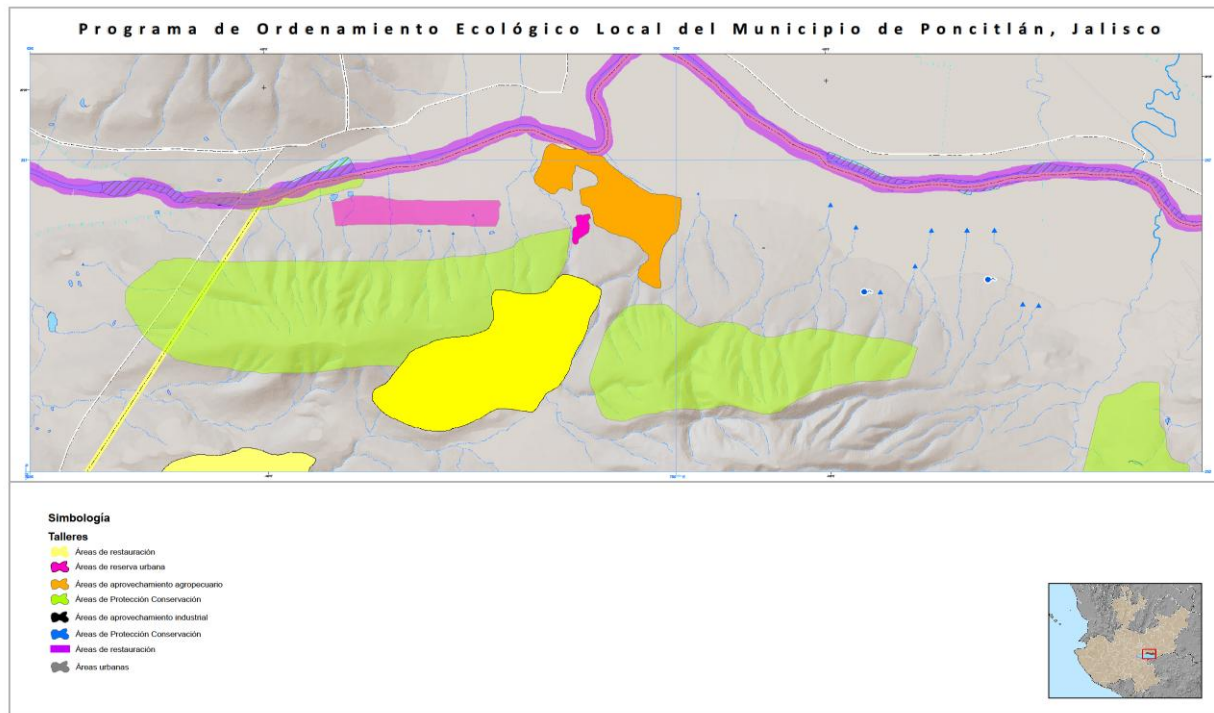 Programa de Ordenamiento Ecológico Local del Municipio de Poncitlán, Jalisco
Simbología
Talleres
Áreas de restauración
Áreas de reserva urbana
Áreas de aprovechamiento agropecuario
Áreas de Protección Conservación
Áreas de aprovechamiento industrial
Áreas de Protección Conservación
Áreas de restauración
Áreas urbanas